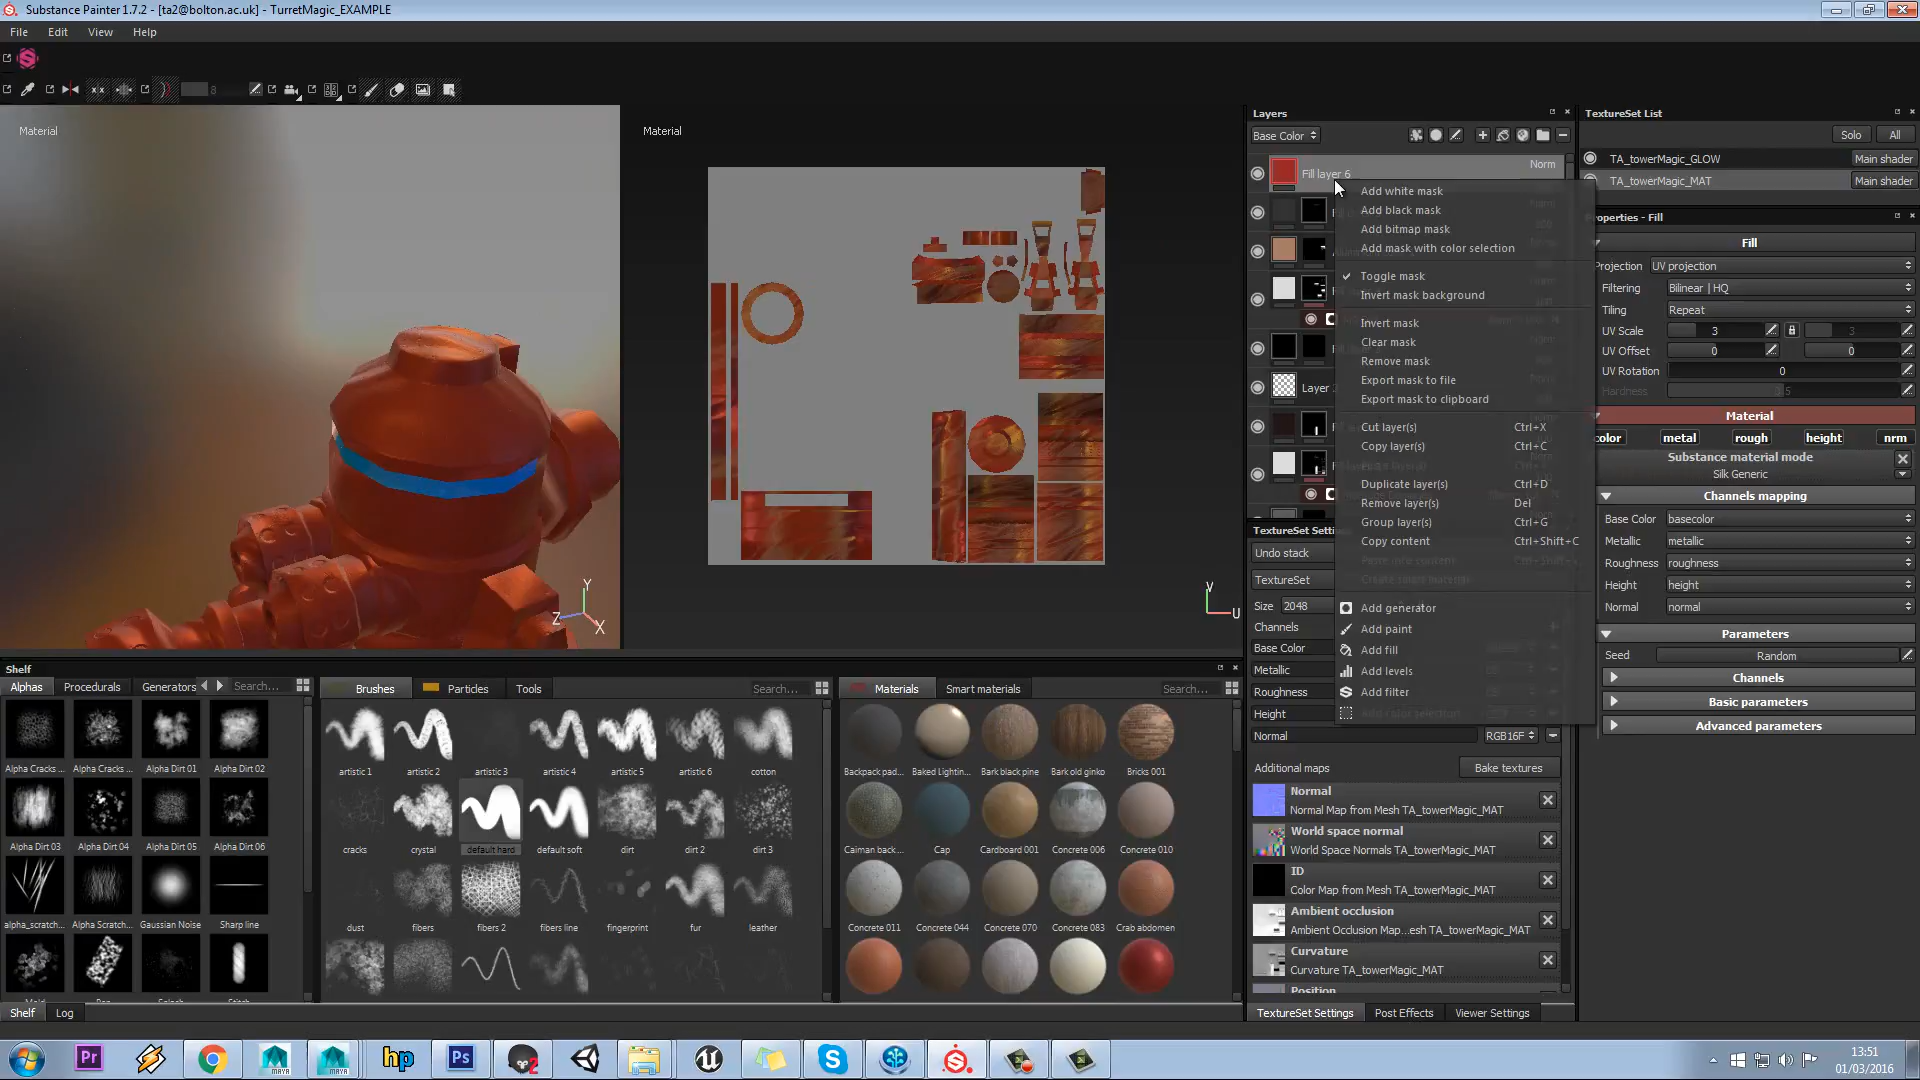 Substance Painter 1.7.2 - [ta2@bolton.ac.uk] - TurretMagic_EXAMPLE
File Edit View Help
8
Material
Material
Y
Z
X
V
U
Layers
Base Color
Fill layer 6
Norm
Layer
Add white mask
Add black mask
Add bitmap mask
Add mask with color selection
Toggle mask
Invert mask background
Invert mask
Clear mask
Remove mask
Export mask to file
Export mask to clipboard
Cut layer(s) Ctrl+X
Copy layer(s) Ctrl+C
Duplicate layer(s) Ctrl+D
Remove layer(s) Del
Group layer(s) Ctrl+G
Copy content Ctrl+Shift+C
Create smart material
Add generator
Add paint
Add fill
Add levels
Add filter
Add color selection
TextureSet List
Solo All
TA_towerMagic_GLOW Main shader
TA_towerMagic_MAT Main shader
Properties - Fill
Fill
Projection UV projection
Filtering Bilinear | HQ
Tiling Repeat
UV Scale 3 3
UV Offset 0 0
UV Rotation 0
Hardness
Material
color metal rough height nrm
Substance material mode
Silk Generic
Channels mapping
Base Color basecolor
Metallic metallic
Roughness roughness
Height height
Normal normal
Parameters
Seed Random
Channels
Basic parameters
Advanced parameters
TextureSet Setti
Undo stack
TextureSet
Size 2048
Channels
Base Color
Metallic
Roughness
Height
Normal RGB16F
Additional maps Bake textures
Normal
Normal Map from Mesh TA_towerMagic_MAT
World space normal
World Space Normals TA_towerMagic_MAT
ID
Color Map from Mesh TA_towerMagic_MAT
Ambient occlusion
Ambient Occlusion Map...esh TA_towerMagic_MAT
Curvature
Curvature TA_towerMagic_MAT
Position
TextureSet Settings Post Effects Viewer Settings
Shelf
Alphas Procedurals Generators Search...
Alpha Cracks ... Alpha Cracks ... Alpha Dirt 01 Alpha Dirt 02
Alpha Dirt 03 Alpha Dirt 04 Alpha Dirt 05 Alpha Dirt 06
alpha_scratch... Alpha Scratch... Gaussian Noise Sharp line
Brushes Particles Tools Search...
artistic 1 artistic 2 artistic 3 artistic 4 artistic 5 artistic 6 cotton
cracks crystal default hard default soft dirt dirt 2 dirt 3
dust fibers fibers 2 fibers line fingerprint fur leather
Materials Smart materials Search...
Backpack pad... Baked Lightin... Bark black pine Bark old ginko Bricks 001
Caiman back ... Cap Cardboard 001 Concrete 006 Concrete 010
Concrete 011 Concrete 044 Concrete 070 Concrete 083 Crab abdomen
Shelf Log
Pr
MAYA
MAYA
hp
Ps
2
13:51
01/03/2016